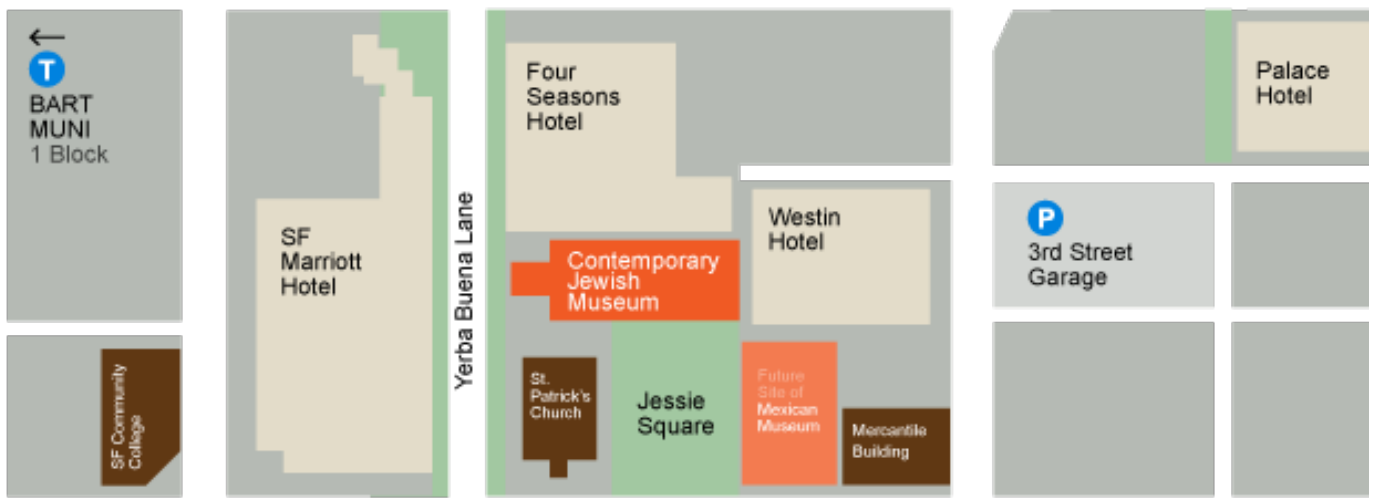 T
BART
MUNI
1 Block
SF Community
College
SF
Marriott
Hotel
Yerba Buena Lane
Four
Seasons
Hotel
Contemporary
Jewish
Museum
Westin
Hotel
St.
Patrick's
Church
Jessie
Square
Future
Site of
Mexican
Museum
Mercantile
Building
P
3rd Street
Garage
Palace
Hotel